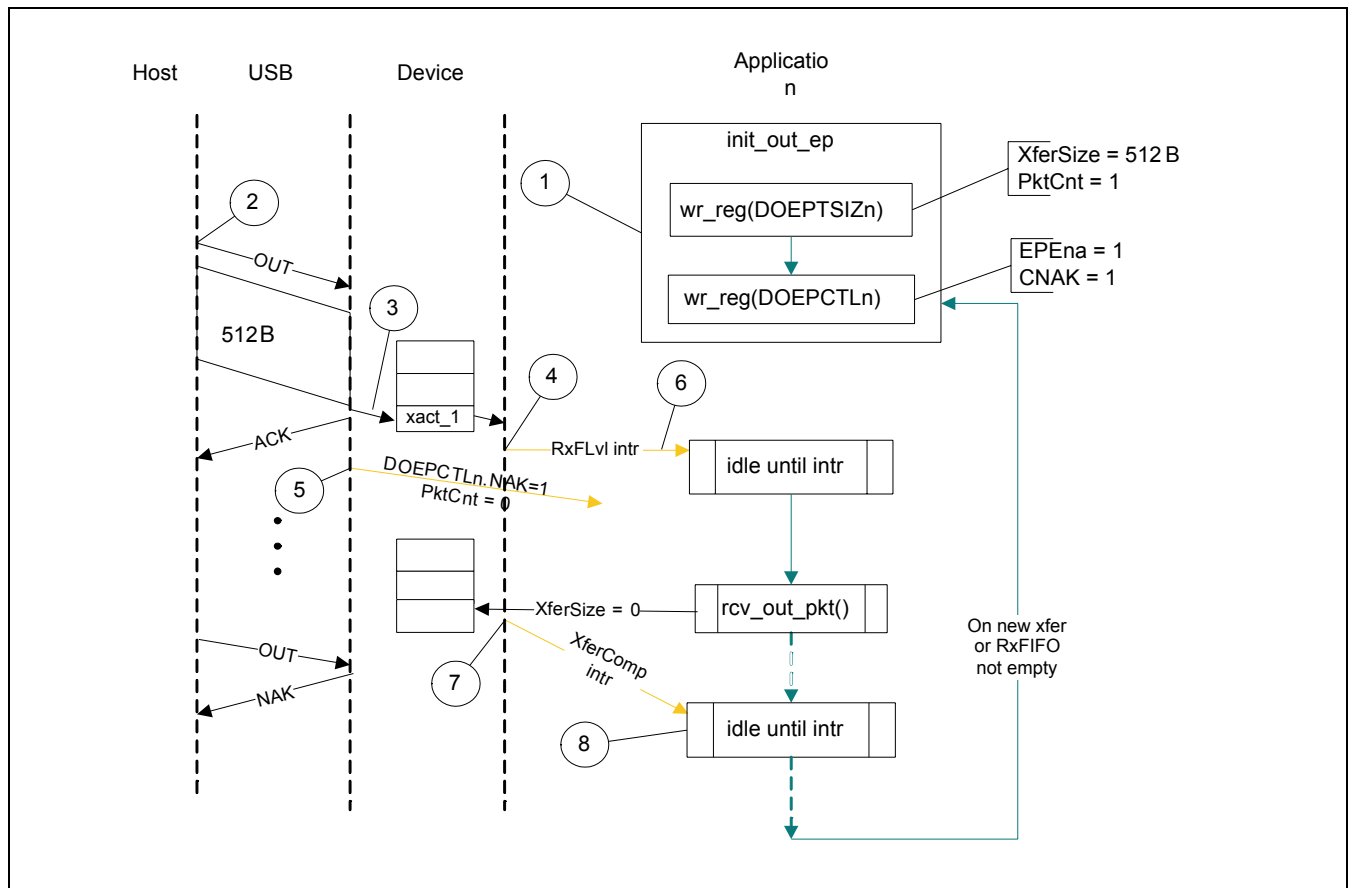 Host
USB
Device
Applicatio
n
init_out_ep
XferSize = 512 B
PktCnt = 1
1
2
wr_reg(DOEPTSIZn)
OUT
EPEna = 1
CNAK = 1
wr_reg(DOEPCTLn)
3
512B
4
6
xact_1
ACK
RxFLvl intr
idle until intr
5
DOEPCTLn.NAK=1
PktCnt = 0
XferSize = 0
rcv_out_pkt()
On new xfer
or RxFIFO
not empty
OUT
XferComp
intr
7
NAK
8
idle until intr